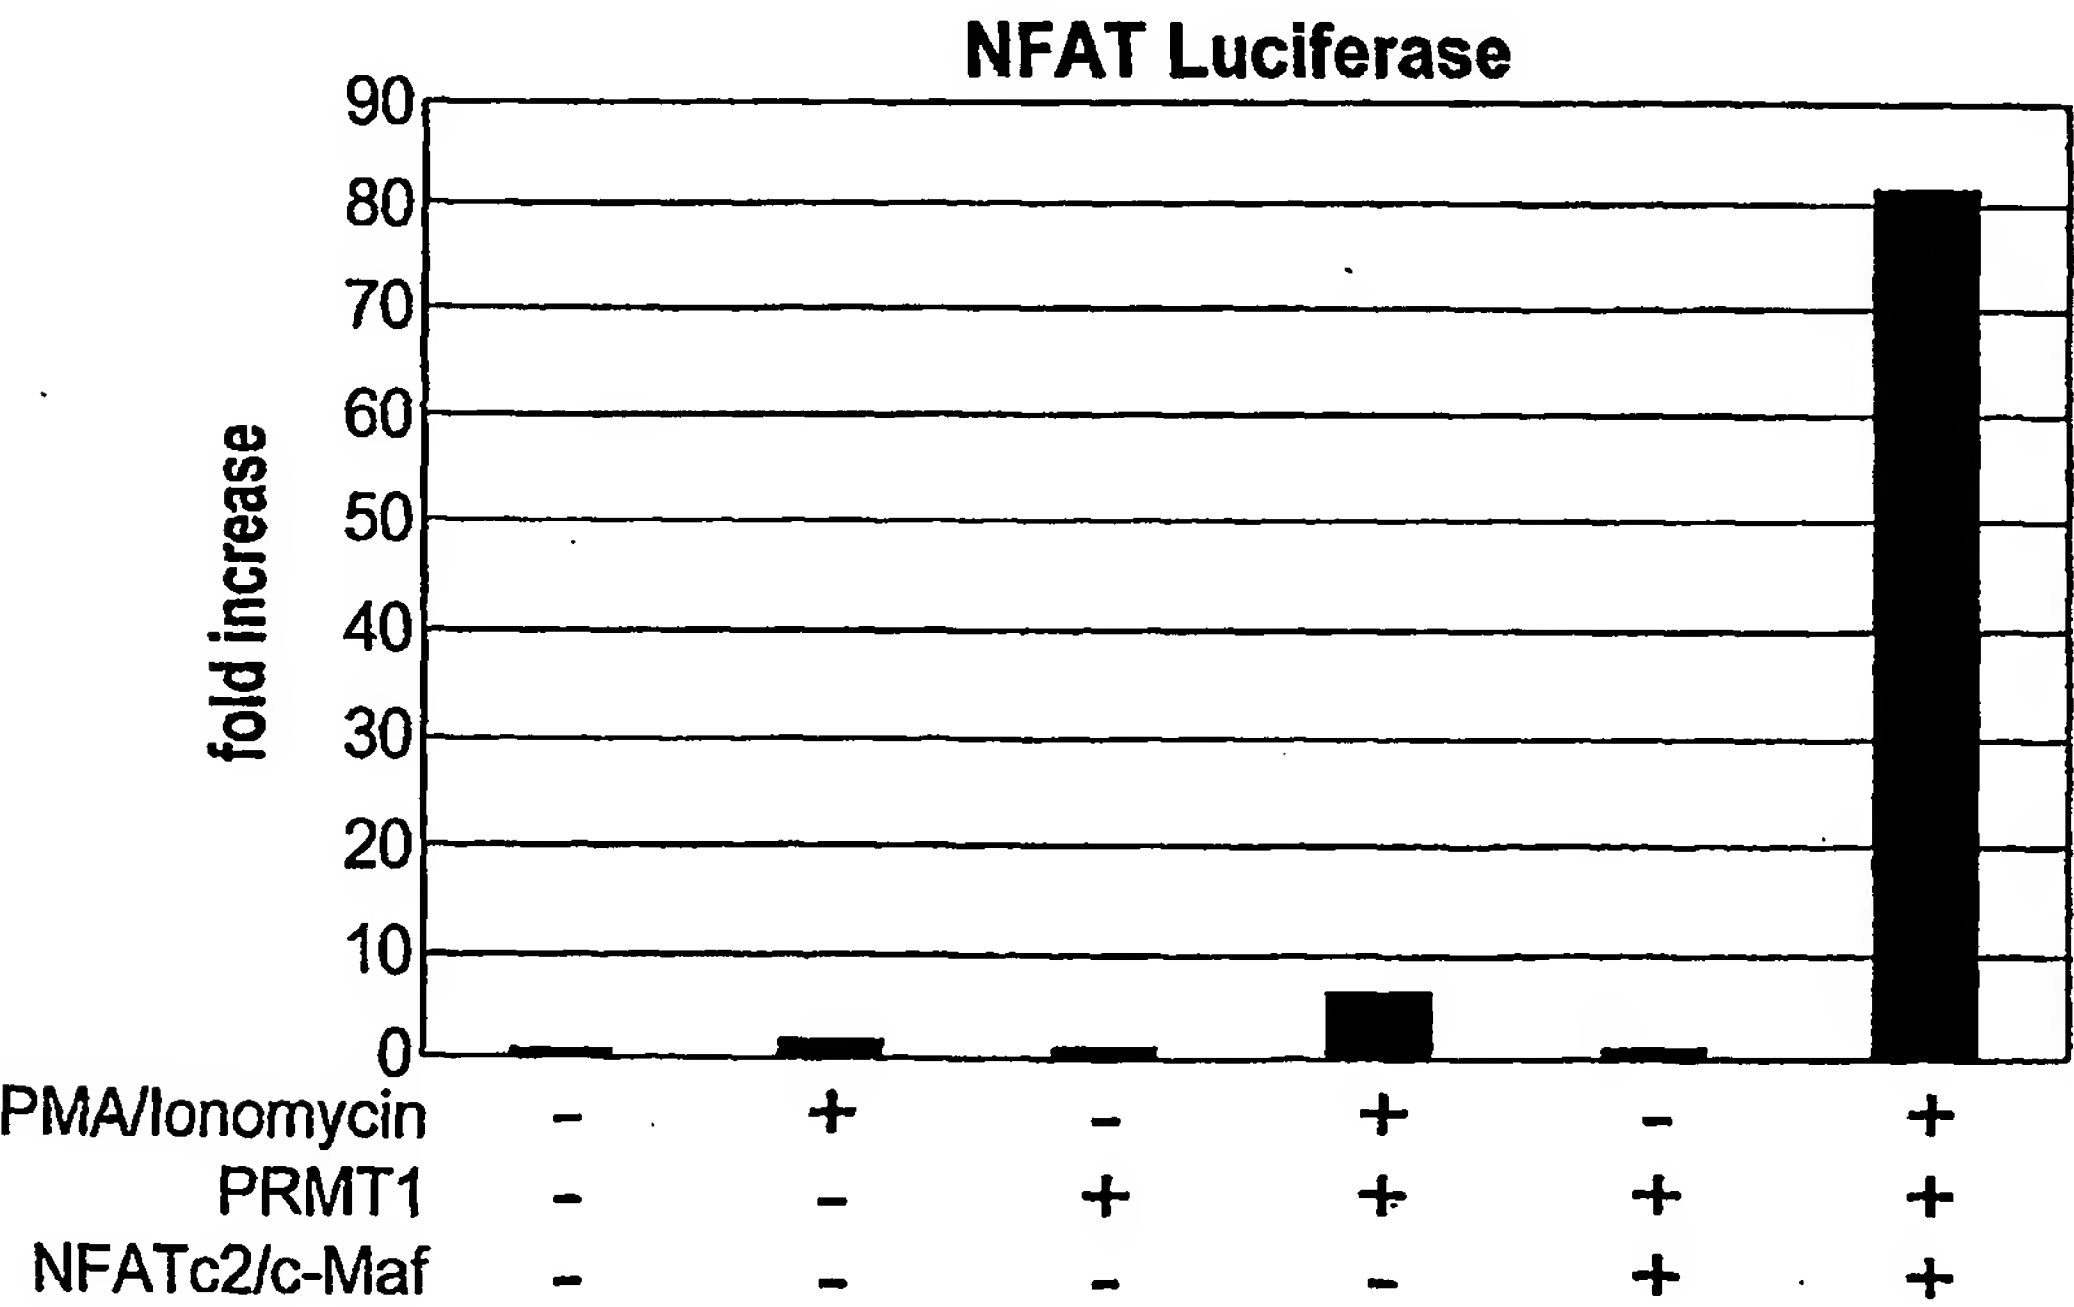 NFAT Luciferase
90
80
70
60
50
40
30
20
10
0
fold increase
PMA/Ionomycin - + - + - +
PRMT1 - - + + + +
NFATc2/c-Maf - - - - + +